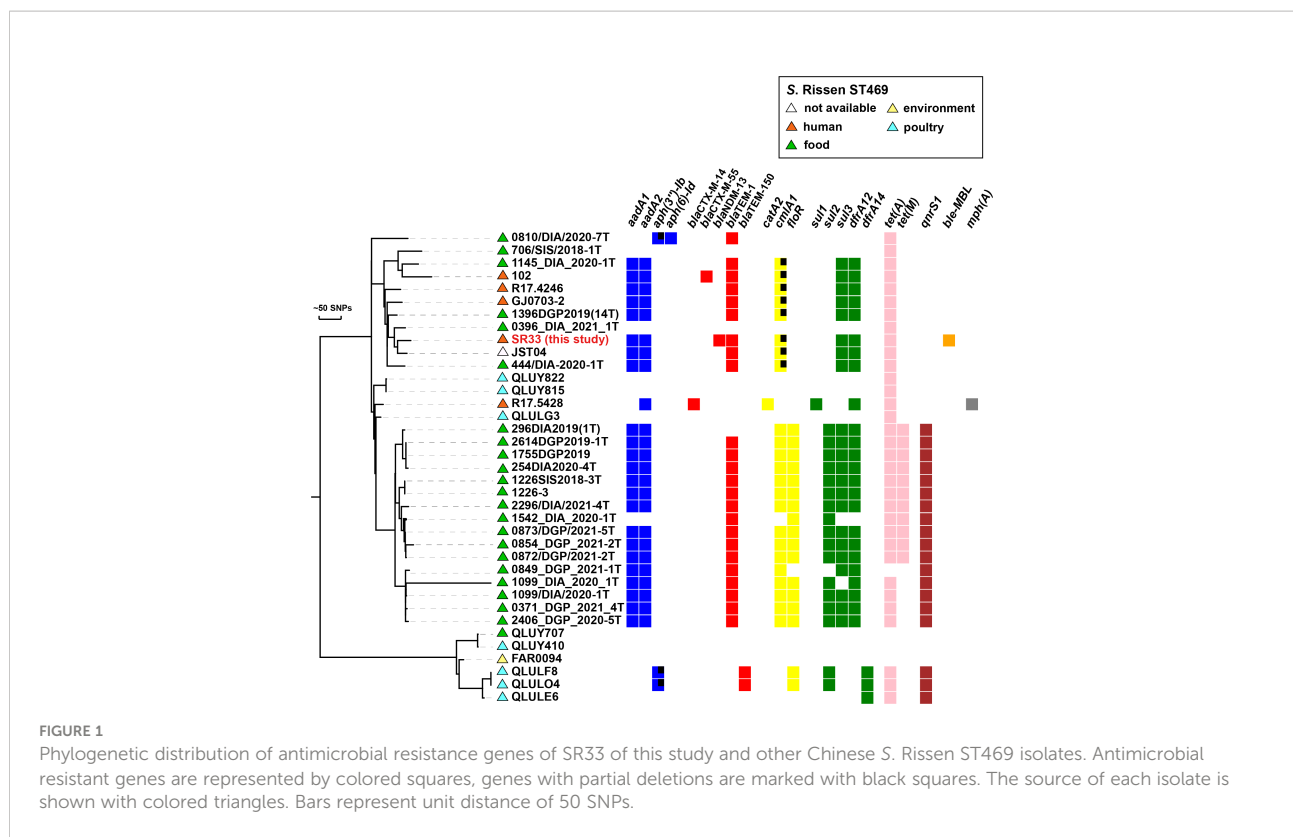 S. Rissen ST469
not available
environment
human
poultry
food
aadA1
aadA2
aph(3")-Ib
aph(6)-Id
blaCTX-M-14
blaCTX-M-55
blaNDM-13
blaTEM-1
blaTEM-150
catA2
cmlA1
floR
sul1
sul2
sul3
dfrA12
dfrA14
tet(A)
tet(M)
qnrS1
ble-MBL
mph(A)
~50 SNPs
0810/DIA/2020-7T
706/SIS/2018-1T
1145_DIA_2020-1T
102
R17.4246
GJ0703-2
1396DGP2019(14T)
0396_DIA_2021_1T
SR33 (this study)
JST04
444/DIA-2020-1T
QLUY822
QLUY815
R17.5428
QLULG3
296DIA2019(1T)
2614DGP2019-1T
1755DGP2019
254DIA2020-4T
1226SIS2018-3T
1226-3
2296/DIA/2021-4T
1542_DIA_2020-1T
0873/DGP/2021-5T
0854_DGP_2021-2T
0872/DGP/2021-2T
0849_DGP_2021-1T
1099_DIA_2020_1T
1099/DIA/2020-1T
0371_DGP_2021_4T
2406_DGP_2020-5T
QLUY707
QLUY410
FAR0094
QLULF8
QLULO4
QLULE6
FIGURE 1
Phylogenetic distribution of antimicrobial resistance genes of SR33 of this study and other Chinese S. Rissen ST469 isolates. Antimicrobial
resistant genes are represented by colored squares, genes with partial deletions are marked with black squares. The source of each isolate is
shown with colored triangles. Bars represent unit distance of 50 SNPs.